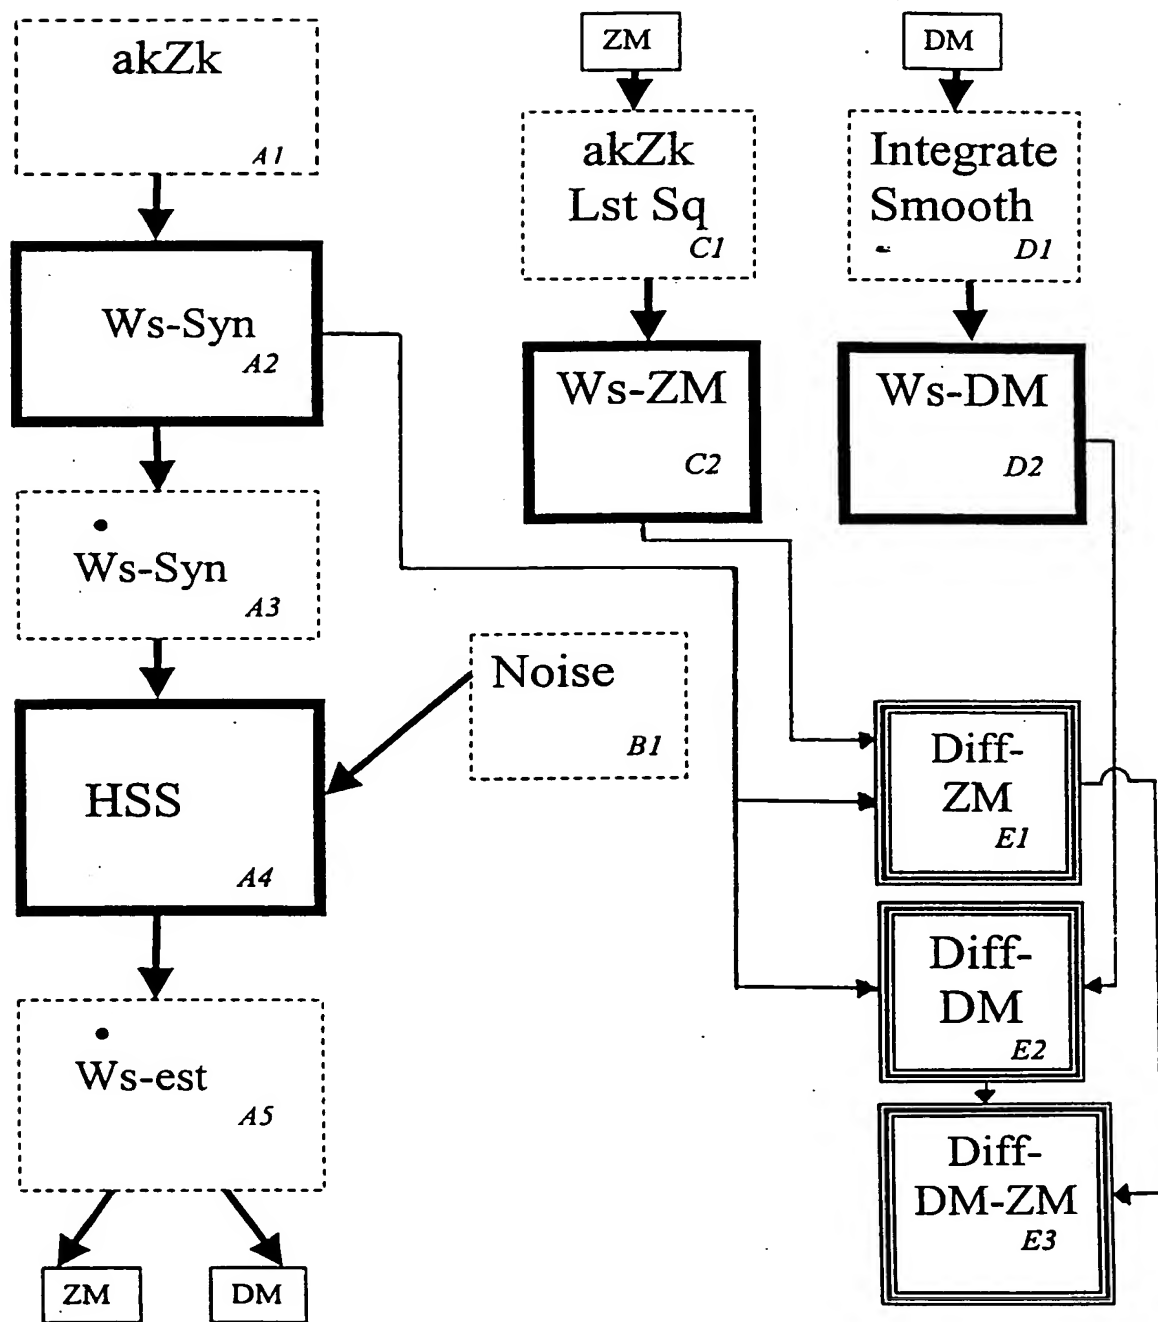 akZk
A1
Ws-Syn
A2
Ws-Syn
A3
HSS
A4
Ws-est
A5
ZM
DM
Noise
B1
ZM
akZk
Lst Sq
C1
Ws-ZM
C2
DM
Integrate
Smooth
D1
Ws-DM
D2
Diff-
ZM
E1
Diff-
DM
E2
Diff-
DM-ZM
E3